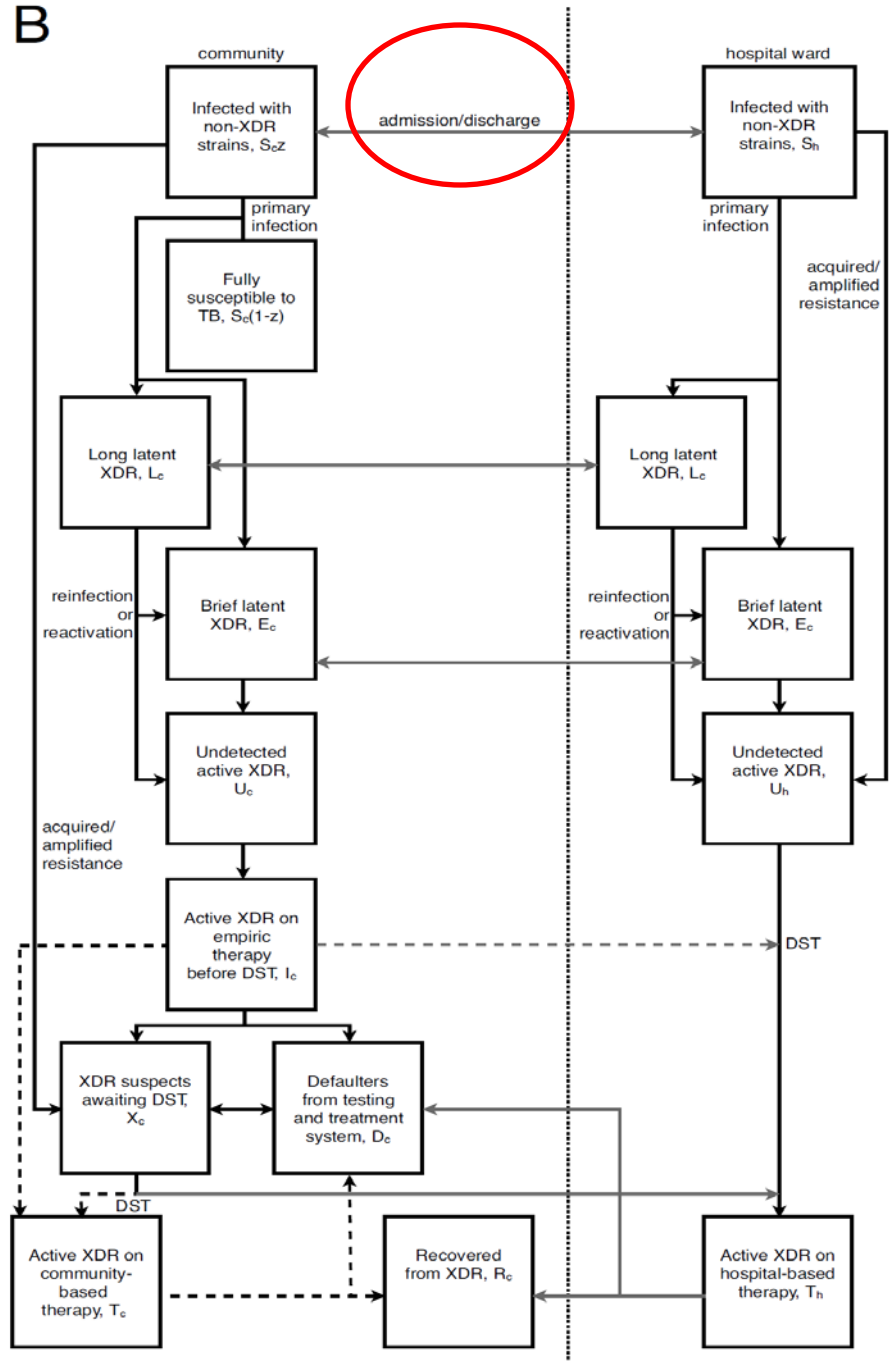 B
community
hospital ward
Infected with
non-XDR
strains, Scz
admission/discharge
Infected with
non-XDR
strains, Sh
primary
infection
primary
infection
Fully
susceptible to
TB, Sc(1-z)
acquired/
amplified
resistance
Long latent
XDR, Lc
Long latent
XDR, Lc
reinfection
or
reactivation
Brief latent
XDR, Ec
reinfection
or
reactivation
Brief latent
XDR, Ec
Undetected
active XDR,
Uc
Undetected
active XDR,
Uh
acquired/
amplified
resistance
Active XDR on
empiric
therapy
before DST, Ic
DST
XDR suspects
awaiting DST,
Xc
Defaulters
from testing
and treatment
system, Dc
DST
Active XDR on
community-
based
therapy, Tc
Recovered
from XDR, Rc
Active XDR on
hospital-based
therapy, Th